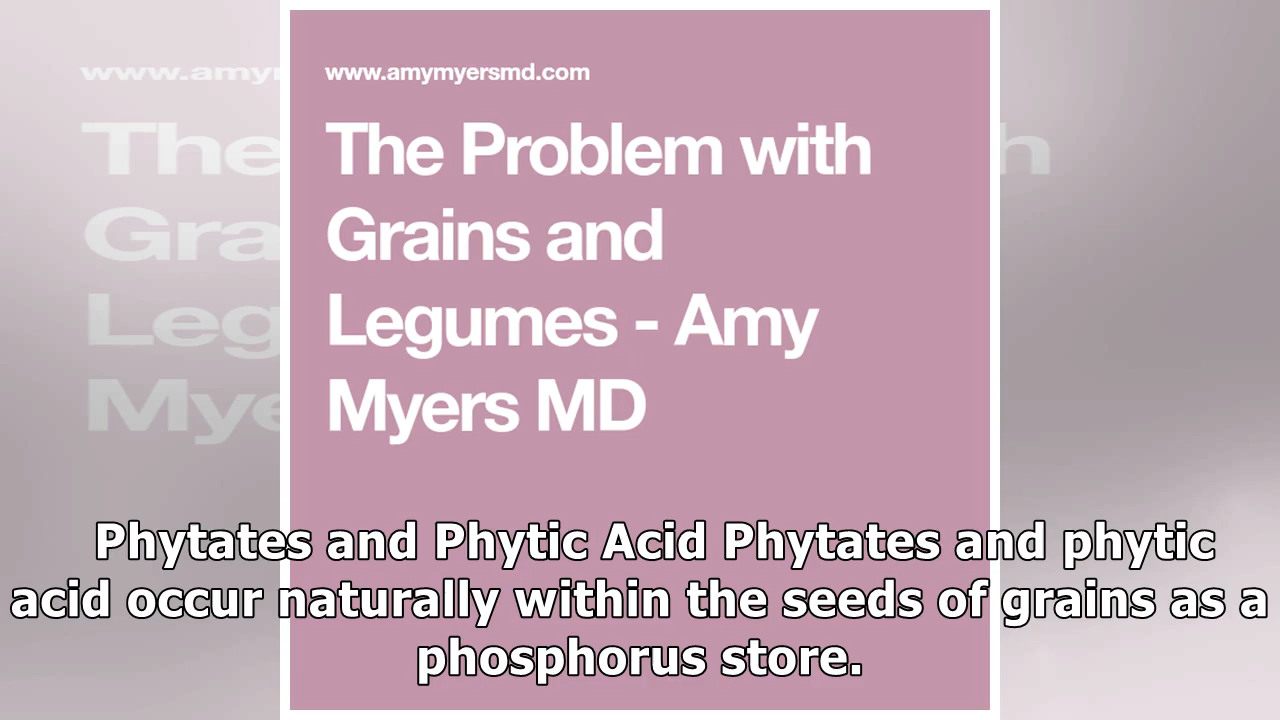 www.amymyersmd.com
The Problem with
Grains and
Legumes - Amy
Myers MD
Phytates and Phytic Acid Phytates and phytic
acid occur naturally within the seeds of grains as a
phosphorus store.